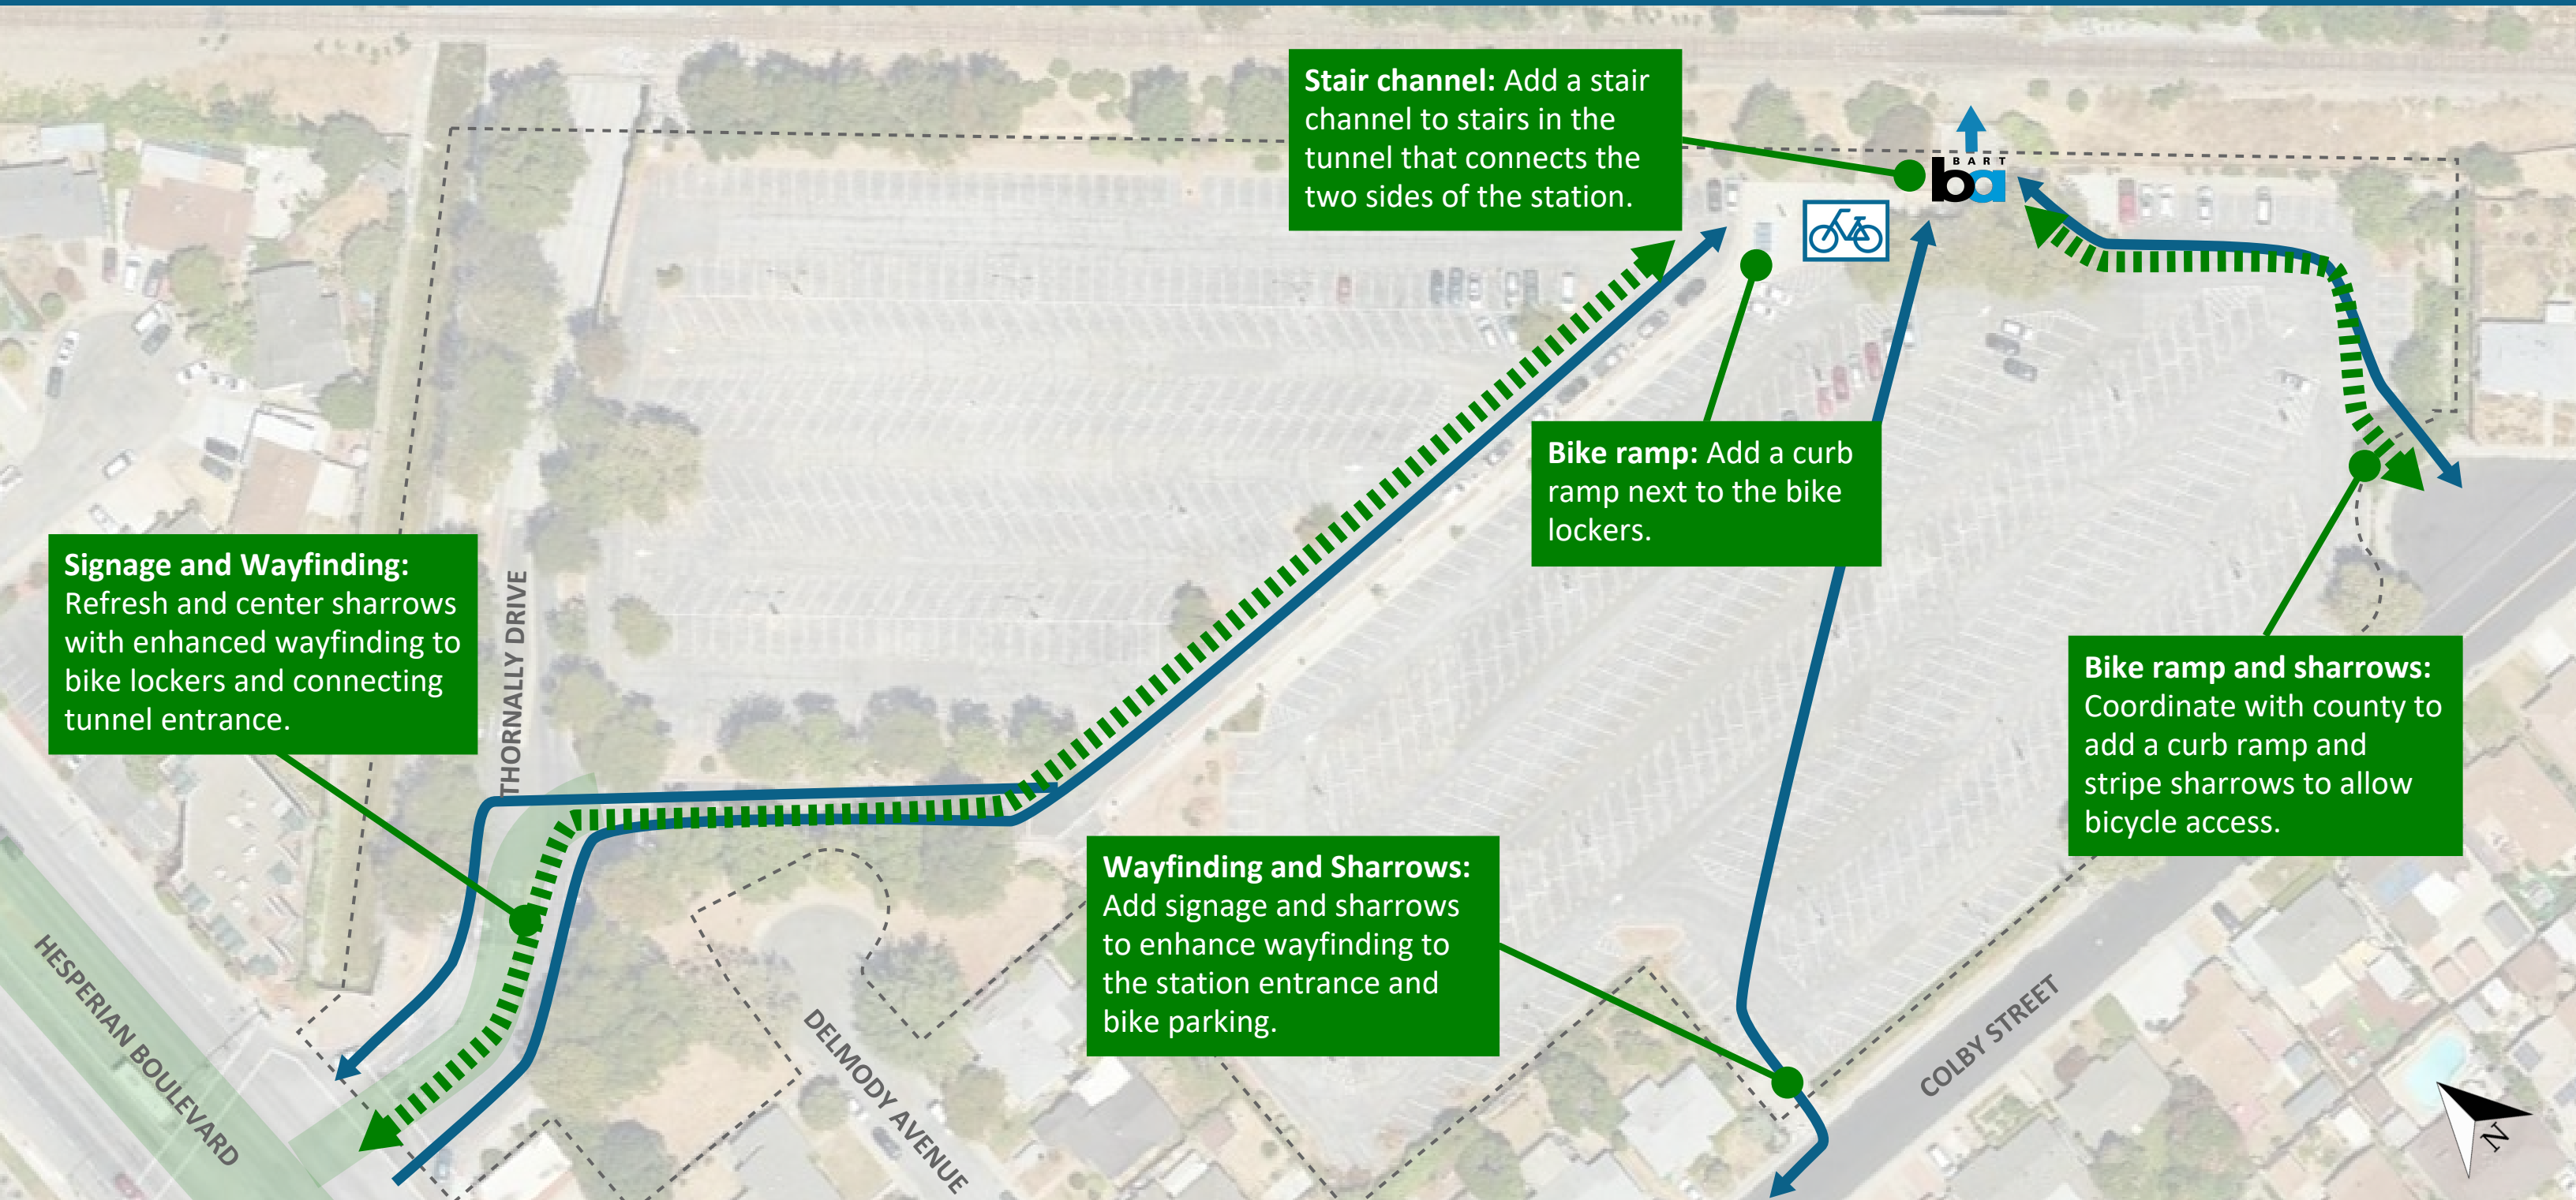 Stair channel: Add a stair
channel to stairs in the
tunnel that connects the
two sides of the station.
BART
ba
Bike ramp: Add a curb
ramp next to the bike
lockers.
Signage and Wayfinding:
Refresh and center sharrows
with enhanced wayfinding to
bike lockers and connecting
tunnel entrance.
THORNALLY DRIVE
Bike ramp and sharrows:
Coordinate with county to
add a curb ramp and
stripe sharrows to allow
bicycle access.
Wayfinding and Sharrows:
Add signage and sharrows
to enhance wayfinding to
the station entrance and
bike parking.
HESPERIAN BOULEVARD
DELMODY AVENUE
COLBY STREET
N